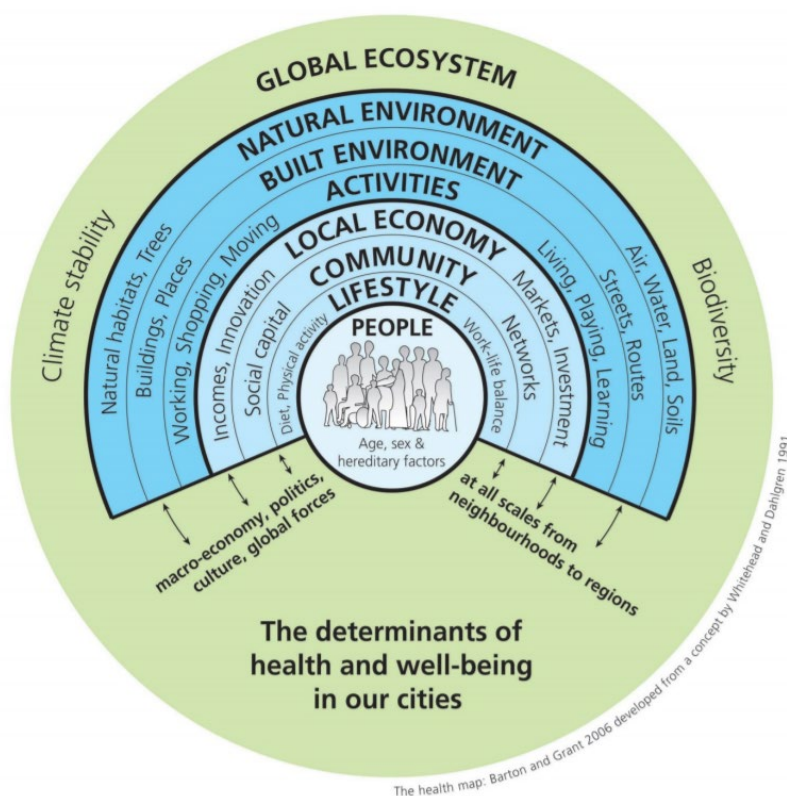 GLOBAL ECOSYSTEM
NATURAL ENVIRONMENT
BUILT ENVIRONMENT
ACTIVITIES
LOCAL ECONOMY
COMMUNITY
LIFESTYLE
PEOPLE
Age, sex &
hereditary factors
Climate stability
Natural habitats, Trees
Buildings, Places
Working, Shopping, Moving
Incomes, Innovation
Social capital
Diet, Physical activity
Work-life balance
Networks
Markets, Investment
Living, Playing, Learning
Streets, Routes
Air, Water, Land, Soils
Biodiversity
macro-economy, politics,
culture, global forces
at all scales from
neighbourhoods to regions
The determinants of
health and well-being
in our cities
The health map: Barton and Grant 2006 developed from a concept by Whitehead and Dahlgren 1991